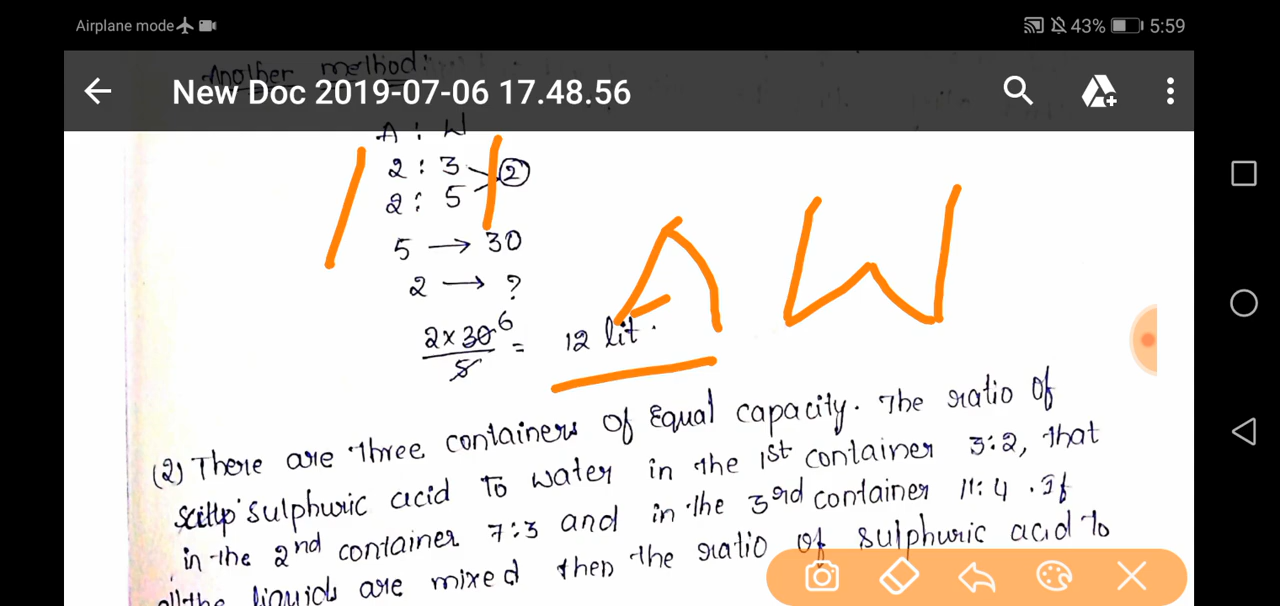 Airplane mode 43% 5:59
Another method:
New Doc 2019-07-06 17.48.56
A : W
2 : 3 2
2 : 5
5 → 30
2 → ?
2 x 30 6 / 5 = 12 lit.
A W
(2) There are three containers of Equal capacity. The ratio of
sulphuric acid to water in the 1st container 3:2, that
in the 2nd container 7:3 and in the 3rd container 11:4. If
all the liquids are mixed then the ratio of sulphuric acid to